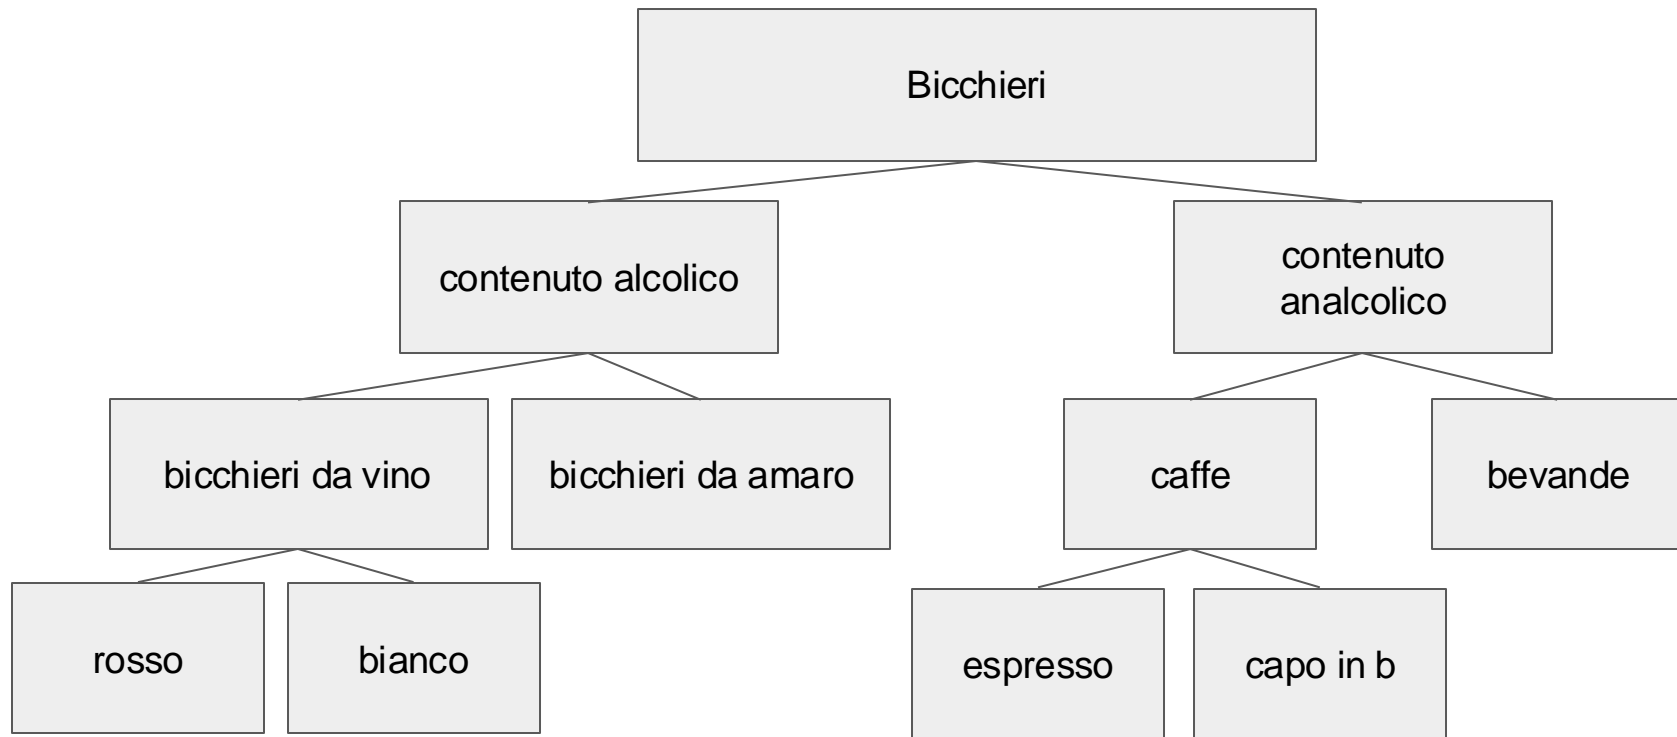 Bicchieri
contenuto alcolico
contenuto
analcolico
bicchieri da vino
bicchieri da amaro
caffe
bevande
rosso
bianco
espresso
capo in b